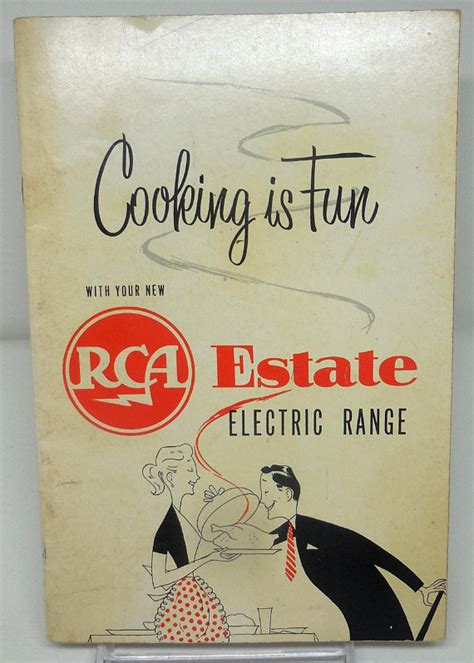 Cooking is Fun
WITH YOUR NEW
RCA Estate
ELECTRIC RANGE